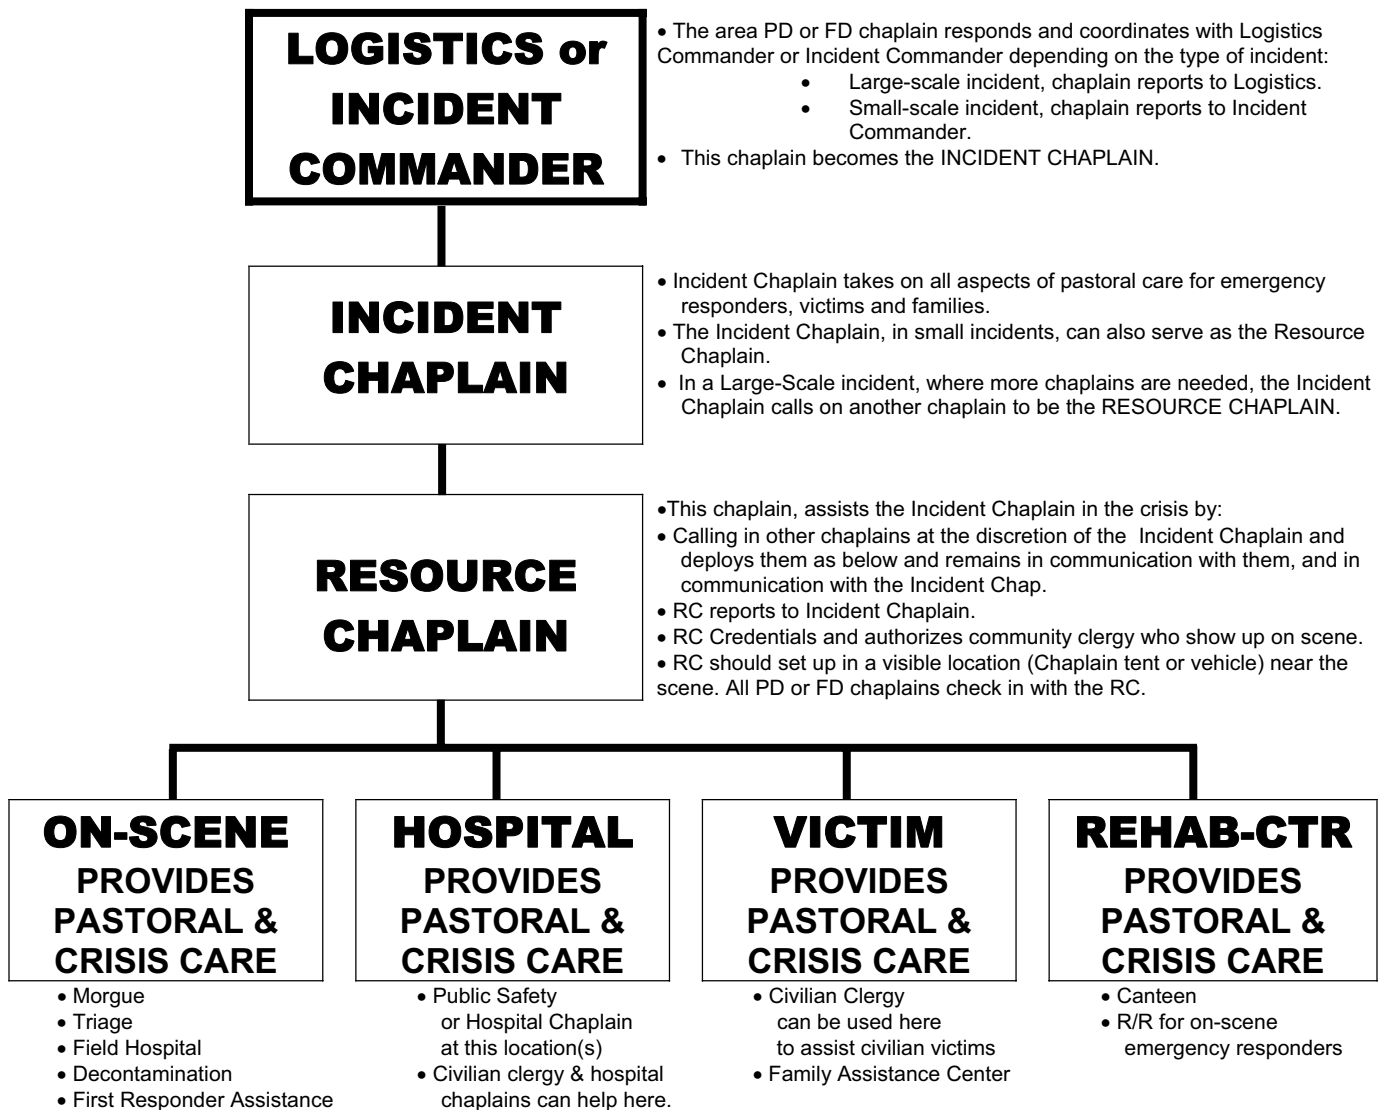 LOGISTICS or
INCIDENT
COMMANDER
• The area PD or FD chaplain responds and coordinates with Logistics
Commander or Incident Commander depending on the type of incident:
• Large-scale incident, chaplain reports to Logistics.
• Small-scale incident, chaplain reports to Incident
Commander.
• This chaplain becomes the INCIDENT CHAPLAIN.
INCIDENT
CHAPLAIN
• Incident Chaplain takes on all aspects of pastoral care for emergency
responders, victims and families.
• The Incident Chaplain, in small incidents, can also serve as the Resource
Chaplain.
• In a Large-Scale incident, where more chaplains are needed, the Incident
Chaplain calls on another chaplain to be the RESOURCE CHAPLAIN.
RESOURCE
CHAPLAIN
•This chaplain, assists the Incident Chaplain in the crisis by:
• Calling in other chaplains at the discretion of the Incident Chaplain and
deploys them as below and remains in communication with them, and in
communication with the Incident Chap.
• RC reports to Incident Chaplain.
• RC Credentials and authorizes community clergy who show up on scene.
• RC should set up in a visible location (Chaplain tent or vehicle) near the
scene. All PD or FD chaplains check in with the RC.
ON-SCENE
PROVIDES
PASTORAL &
CRISIS CARE
• Morgue
• Triage
• Field Hospital
• Decontamination
• First Responder Assistance
HOSPITAL
PROVIDES
PASTORAL &
CRISIS CARE
• Public Safety
or Hospital Chaplain
at this location(s)
• Civilian clergy & hospital
chaplains can help here.
VICTIM
PROVIDES
PASTORAL &
CRISIS CARE
• Civilian Clergy
can be used here
to assist civilian victims
• Family Assistance Center
REHAB-CTR
PROVIDES
PASTORAL &
CRISIS CARE
• Canteen
• R/R for on-scene
emergency responders